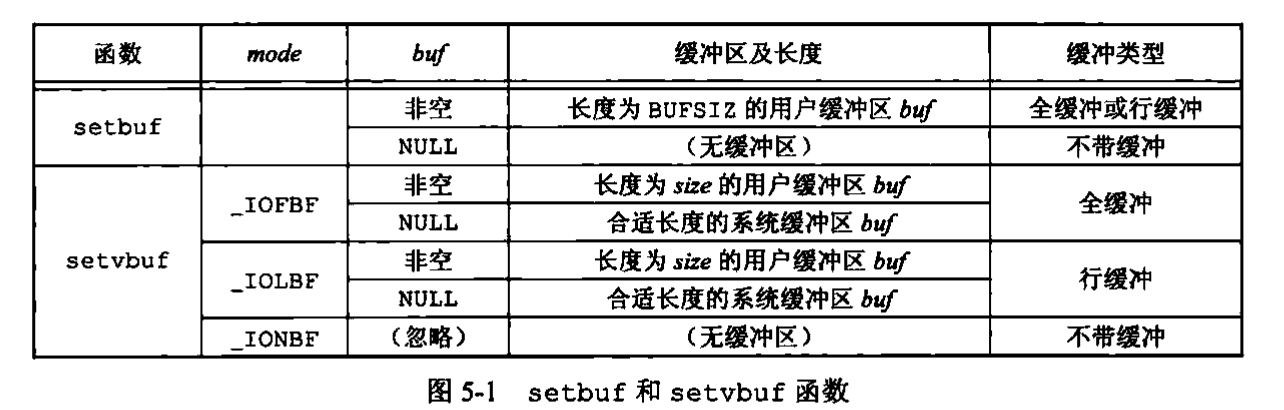 函数 mode buf 缓冲区及长度 缓冲类型
setbuf 非空 长度为 BUFSIZ 的用户缓冲区 buf 全缓冲或行缓冲
NULL （无缓冲区） 不带缓冲
setvbuf _IOFBF 非空 长度为 size 的用户缓冲区 buf 全缓冲
NULL 合适长度的系统缓冲区 buf
_IOLBF 非空 长度为 size 的用户缓冲区 buf 行缓冲
NULL 合适长度的系统缓冲区 buf
_IONBF （忽略） （无缓冲区） 不带缓冲
图 5-1 setbuf 和 setvbuf 函数